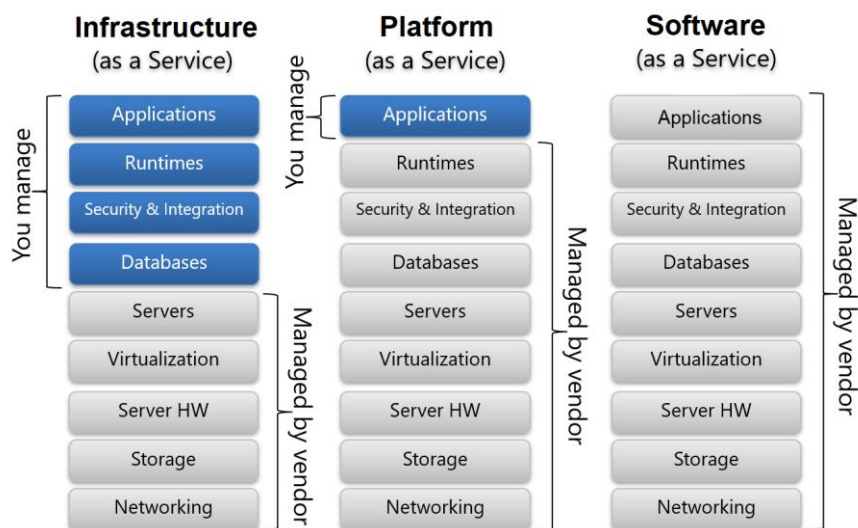 Infrastructure
(as a Service)
You manage
Applications
Runtimes
Security & Integration
Databases
Servers
Virtualization
Server HW
Storage
Networking
Managed by vendor
Platform
(as a Service)
You manage
Applications
Runtimes
Security & Integration
Databases
Servers
Virtualization
Server HW
Storage
Networking
Managed by vendor
Software
(as a Service)
Applications
Runtimes
Security & Integration
Databases
Servers
Virtualization
Server HW
Storage
Networking
Managed by vendor